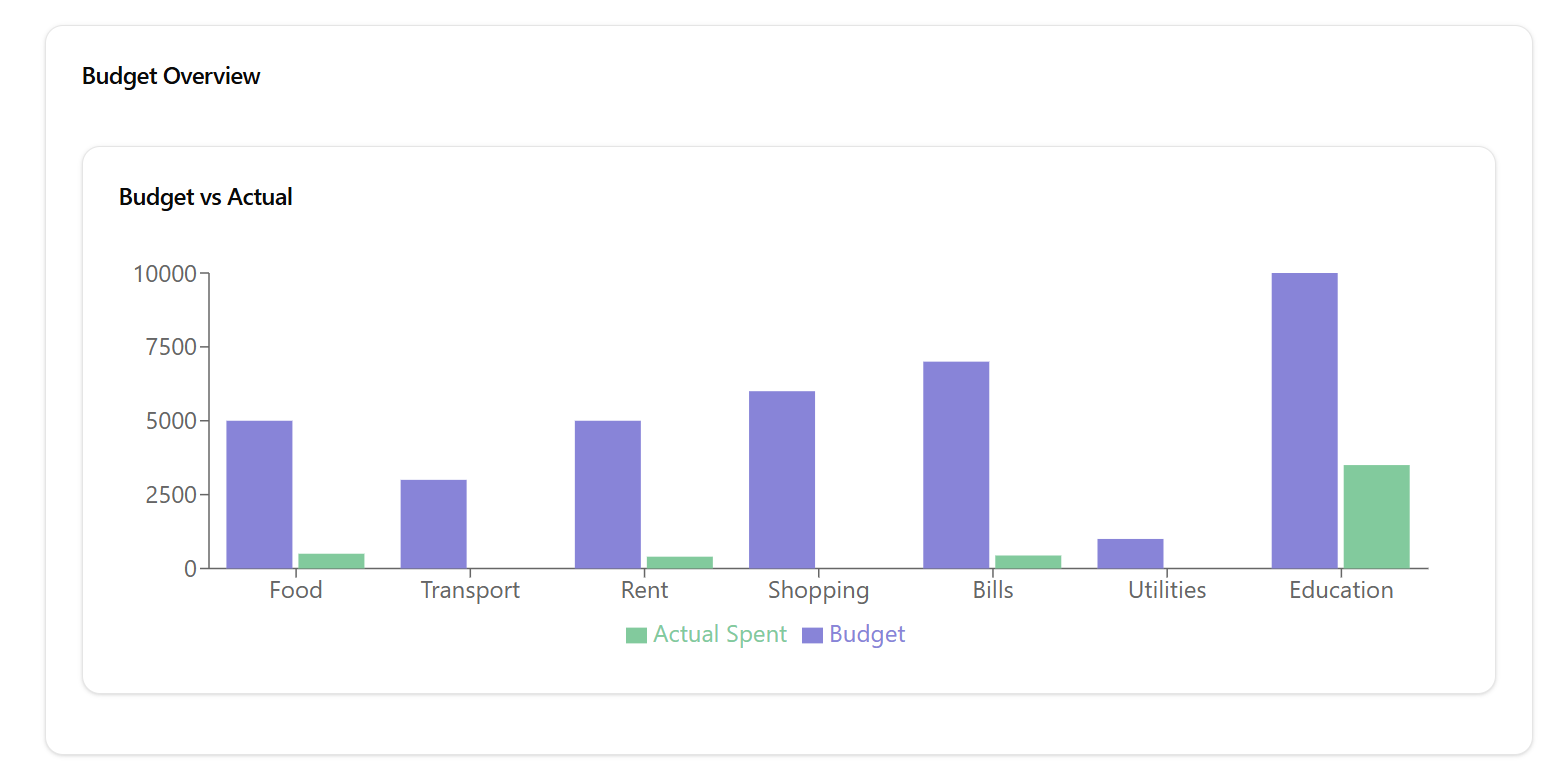 Budget Overview
Budget vs Actual
10000
7500
5000
2500
0
Food Transport Rent Shopping Bills Utilities Education
Actual Spent Budget